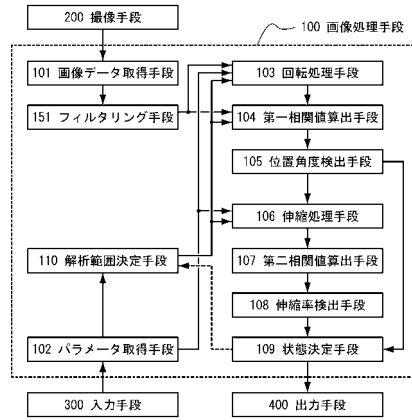 200 撮像手段
100 画像処理手段
101 画像データ取得手段
151 フィルタリング手段
103 回転処理手段
104 第一相関値算出手段
105 位置角度検出手段
106 伸縮処理手段
110 解析範囲決定手段
107 第二相関値算出手段
108 伸縮率検出手段
102 パラメータ取得手段
109 状態決定手段
300 入力手段
400 出力手段